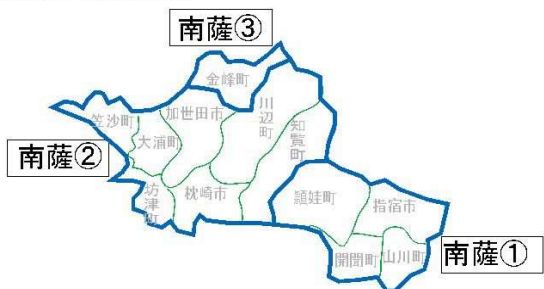 南薩③
金峰町
笠沙町
加世田市
川辺町
知覧町
大浦町
南薩②
坊津町
枕崎市
頴娃町
指宿市
開聞町
山川町
南薩①